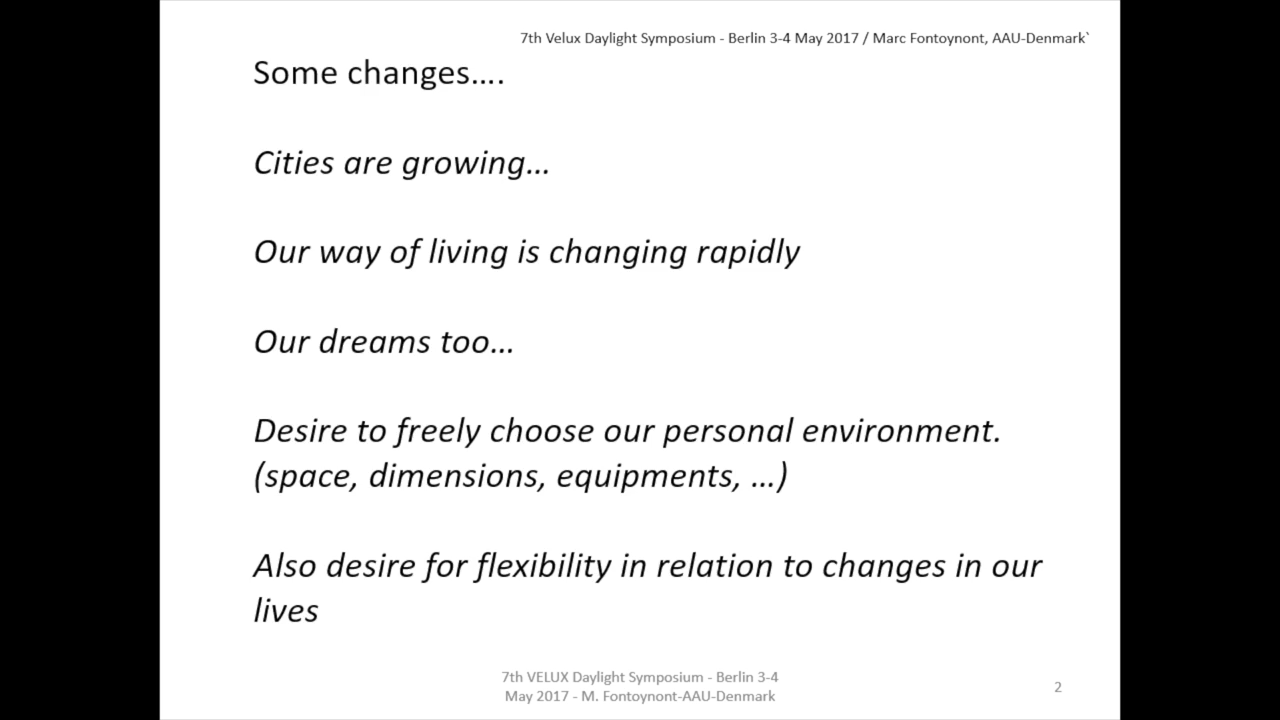 7th Velux Daylight Symposium - Berlin 3-4 May 2017 / Marc Fontoynont, AAU-Denmark`
Some changes….
Cities are growing…
Our way of living is changing rapidly
Our dreams too…
Desire to freely choose our personal environment.
(space, dimensions, equipments, …)
Also desire for flexibility in relation to changes in our
lives
7th VELUX Daylight Symposium - Berlin 3-4
May 2017 - M. Fontoynont-AAU-Denmark
2